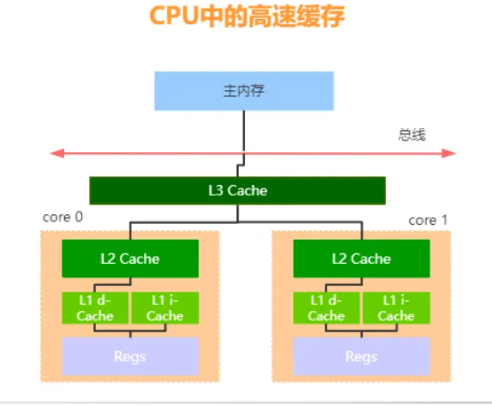 CPU中的高速缓存
主内存
总线
L3 Cache
core 0
core 1
L2 Cache
L2 Cache
L1 d-
Cache
L1 i-
Cache
L1 d-
Cache
L1 i-
Cache
Regs
Regs